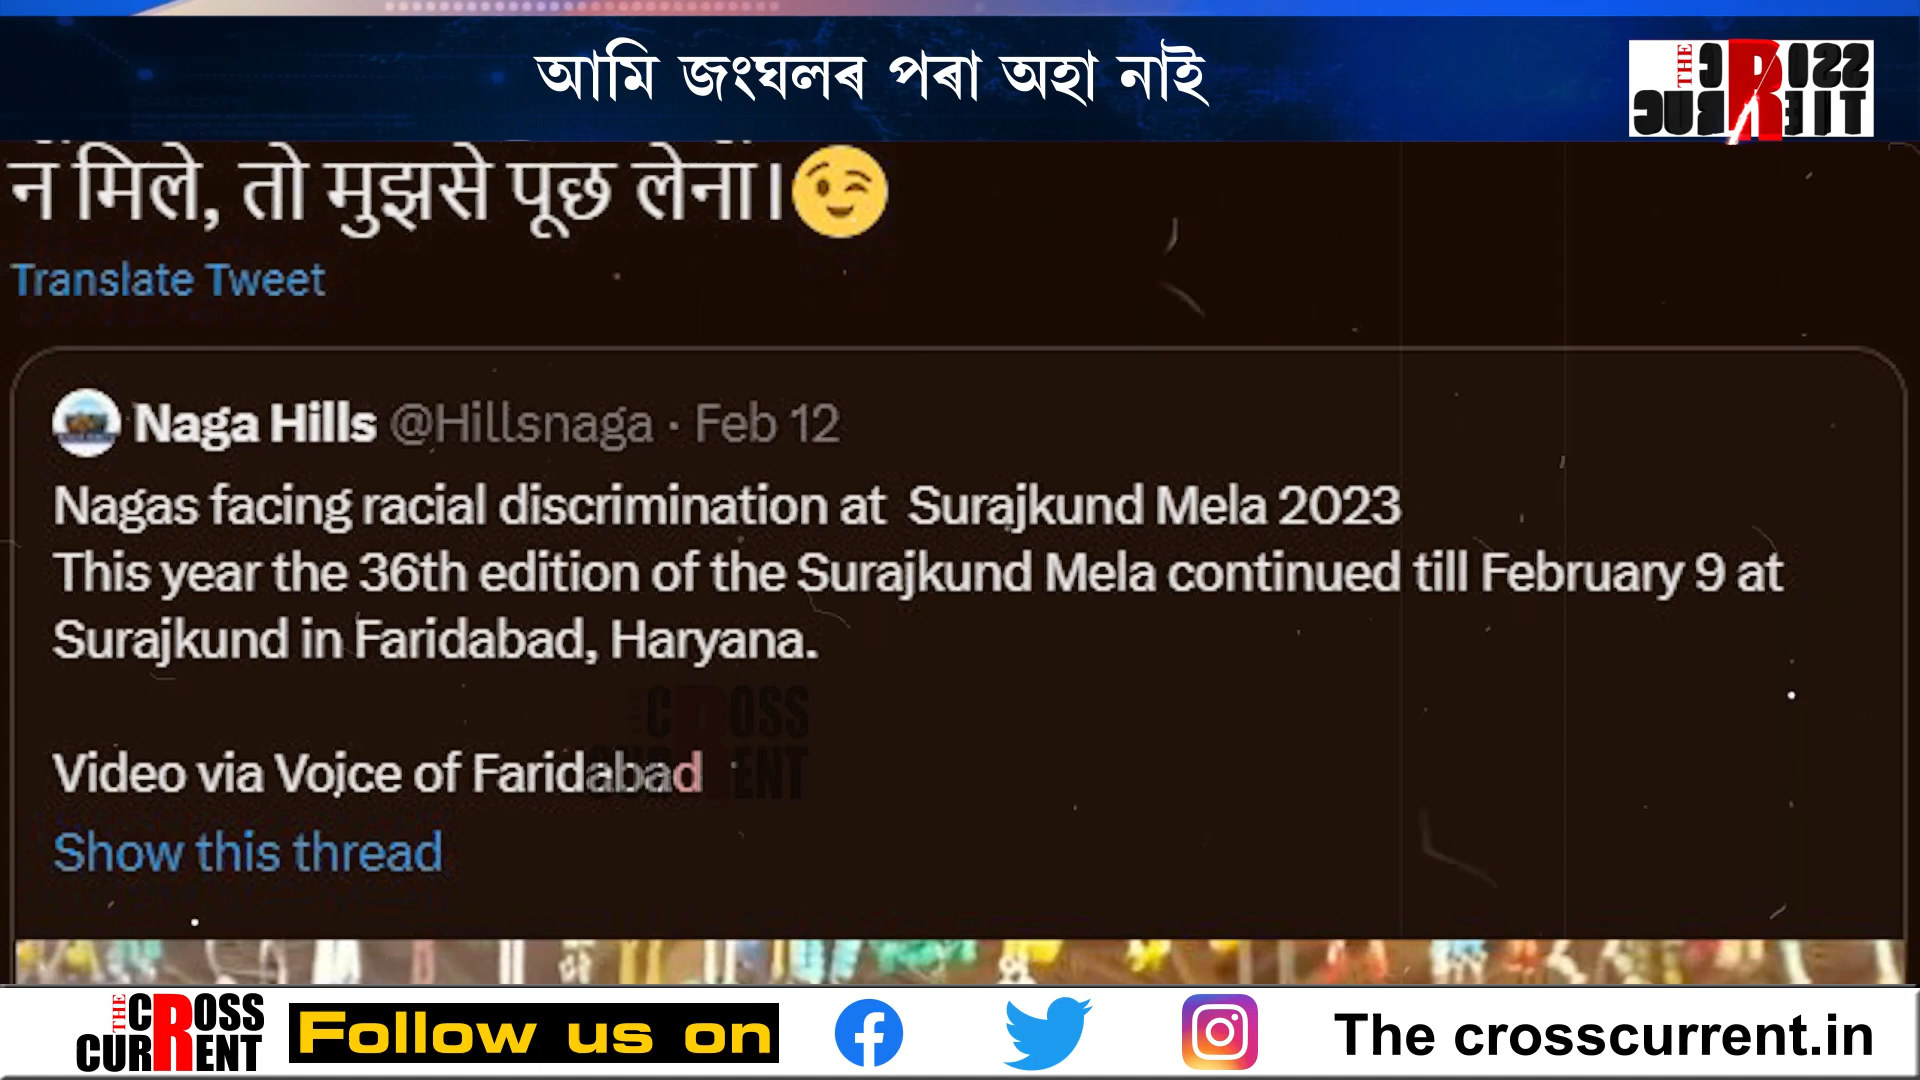 আমি জংঘলৰ পৰা অহা নাই
THE CROSS
CURRENT
न मिले, तो मुझसे पूछ लेना।😉
Translate Tweet
Naga Hills @Hillsnaga · Feb 12
Nagas facing racial discrimination at Surajkund Mela 2023
This year the 36th edition of the Surajkund Mela continued till February 9 at
Surajkund in Faridabad, Haryana.
THE CROSS
CURRENT
Video via Voice of Faridabad
Show this thread
THE CROSS
CURRENT
Follow us on
The crosscurrent.in